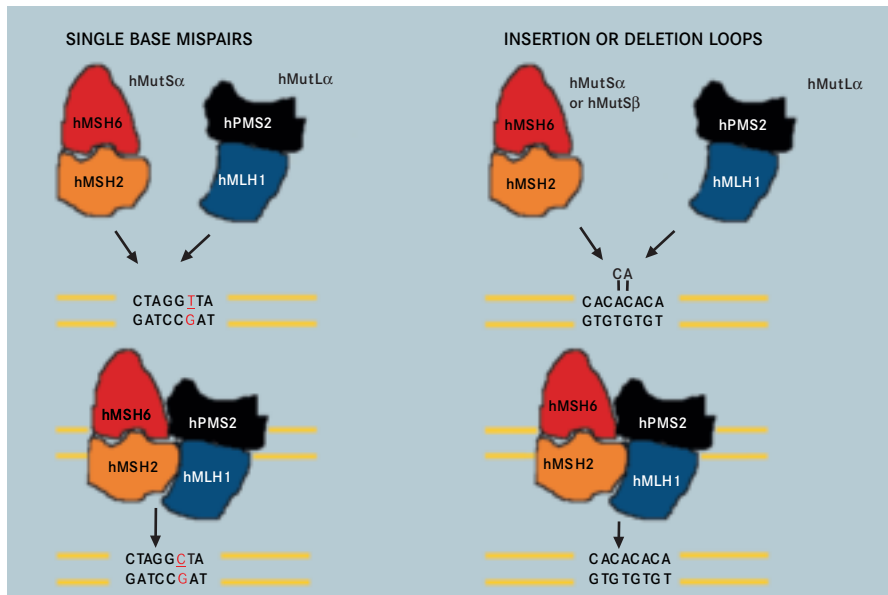 SINGLE BASE MISPAIRS
hMutSα
hMutLα
hMSH6
hPMS2
hMSH2
hMLH1
CTAGGTTA
GATCCGAT
hMSH6
hPMS2
hMSH2
hMLH1
CTAGGCTA
GATCCGAT
INSERTION OR DELETION LOOPS
hMutSα
or hMutSβ
hMutLα
hMSH6
hPMS2
hMSH2
hMLH1
CA
CACACACA
GTGTGTGT
hMSH6
hPMS2
hMSH2
hMLH1
CACACACA
GTGTGTGT